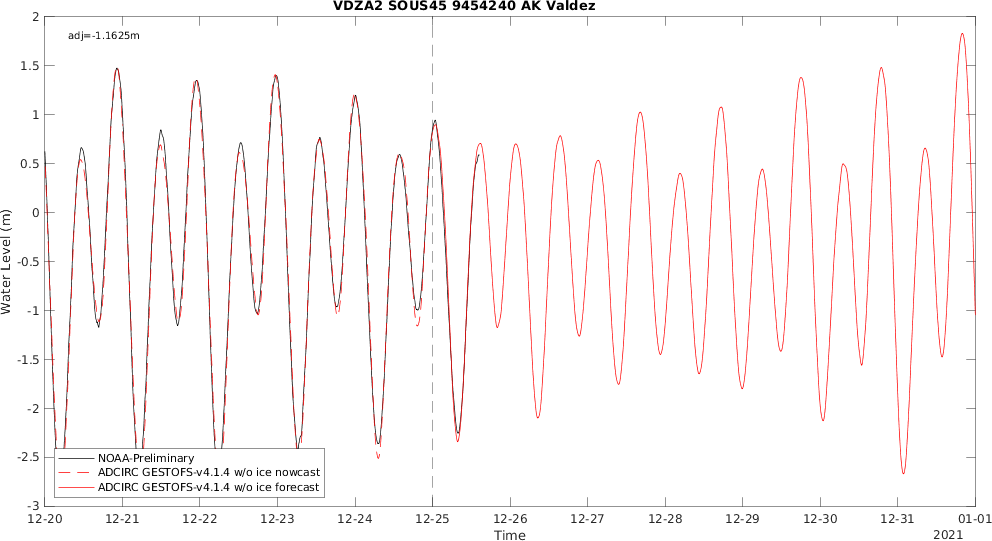 VDZA2 SOUS45 9454240 AK Valdez
adj=-1.1625m
2
1.5
1
0.5
0
-0.5
-1
-1.5
-2
-2.5
-3
Water Level (m)
NOAA-Preliminary
ADCIRC GESTOFS-v4.1.4 w/o ice nowcast
ADCIRC GESTOFS-v4.1.4 w/o ice forecast
12-20 12-21 12-22 12-23 12-24 12-25 12-26 12-27 12-28 12-29 12-30 12-31 01-01
Time
2021